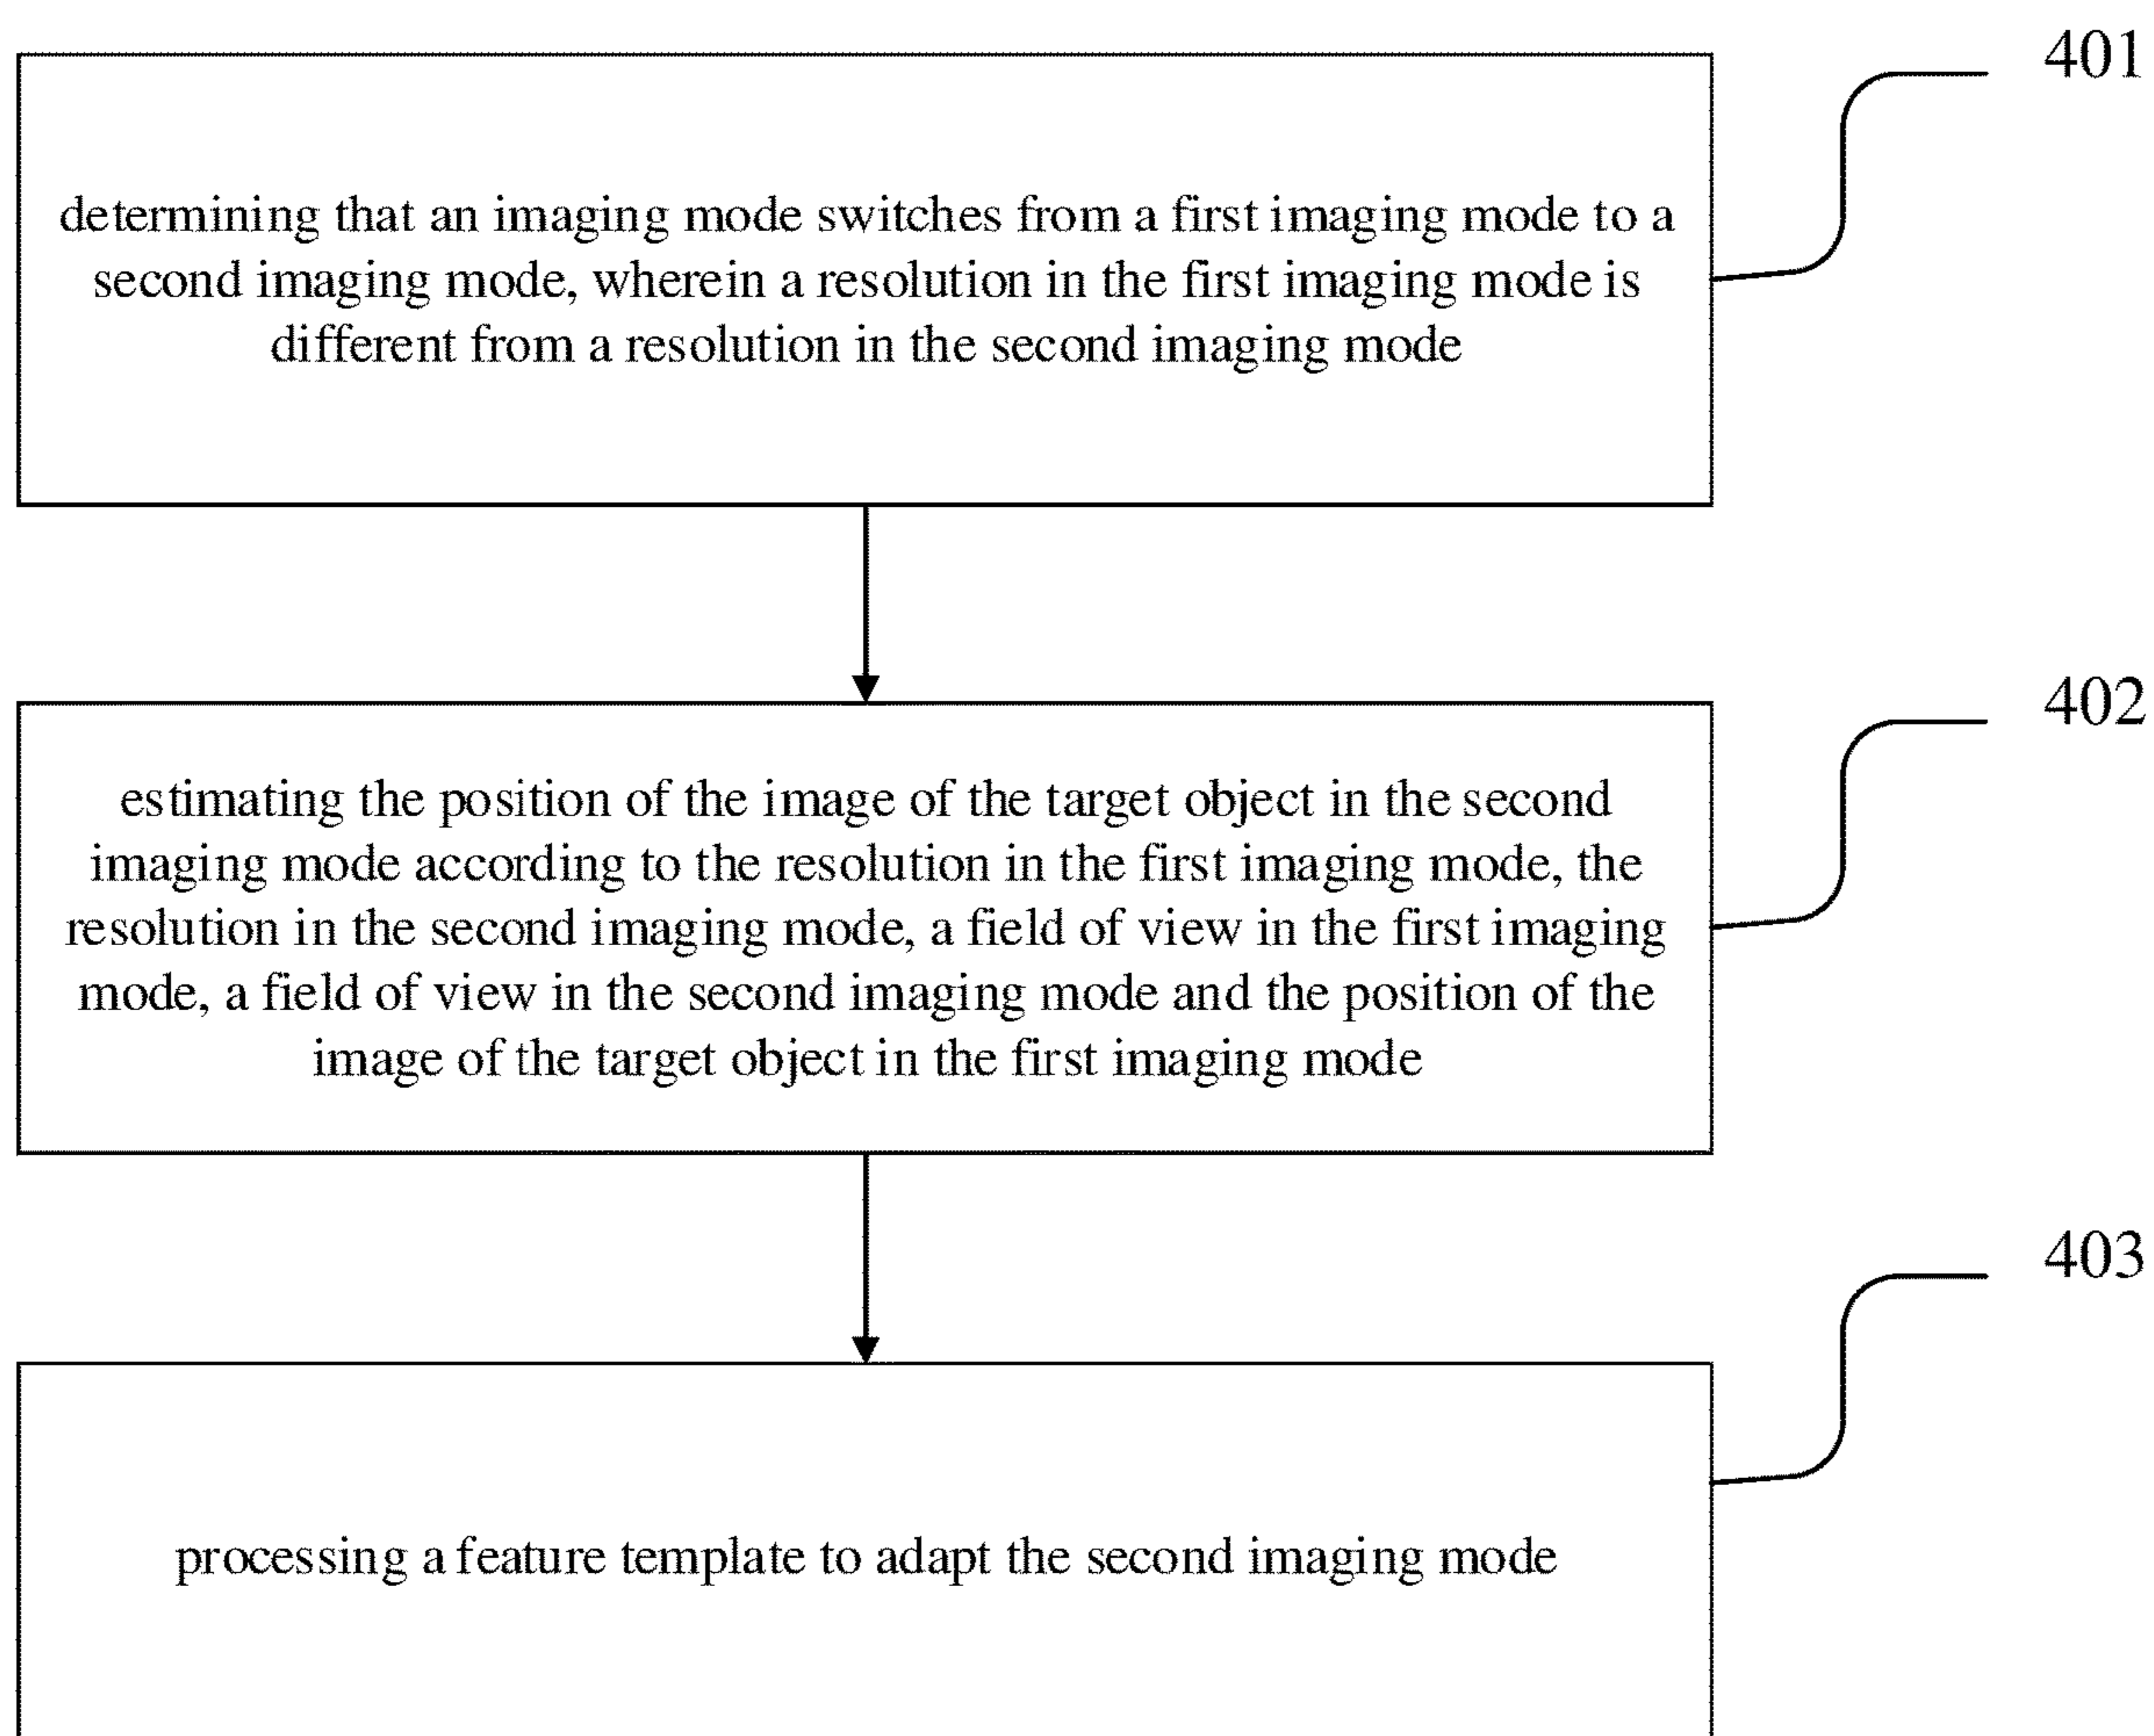 401
determining that an imaging mode switches from a first imaging mode to a
second imaging mode, wherein a resolution in the first imaging mode is
different from a resolution in the second imaging mode
402
estimating the position of the image of the target object in the second
imaging mode according to the resolution in the first imaging mode, the
resolution in the second imaging mode, a field of view in the first imaging
mode, a field of view in the second imaging mode and the position of the
image of the target object in the first imaging mode
403
processing a feature template to adapt the second imaging mode